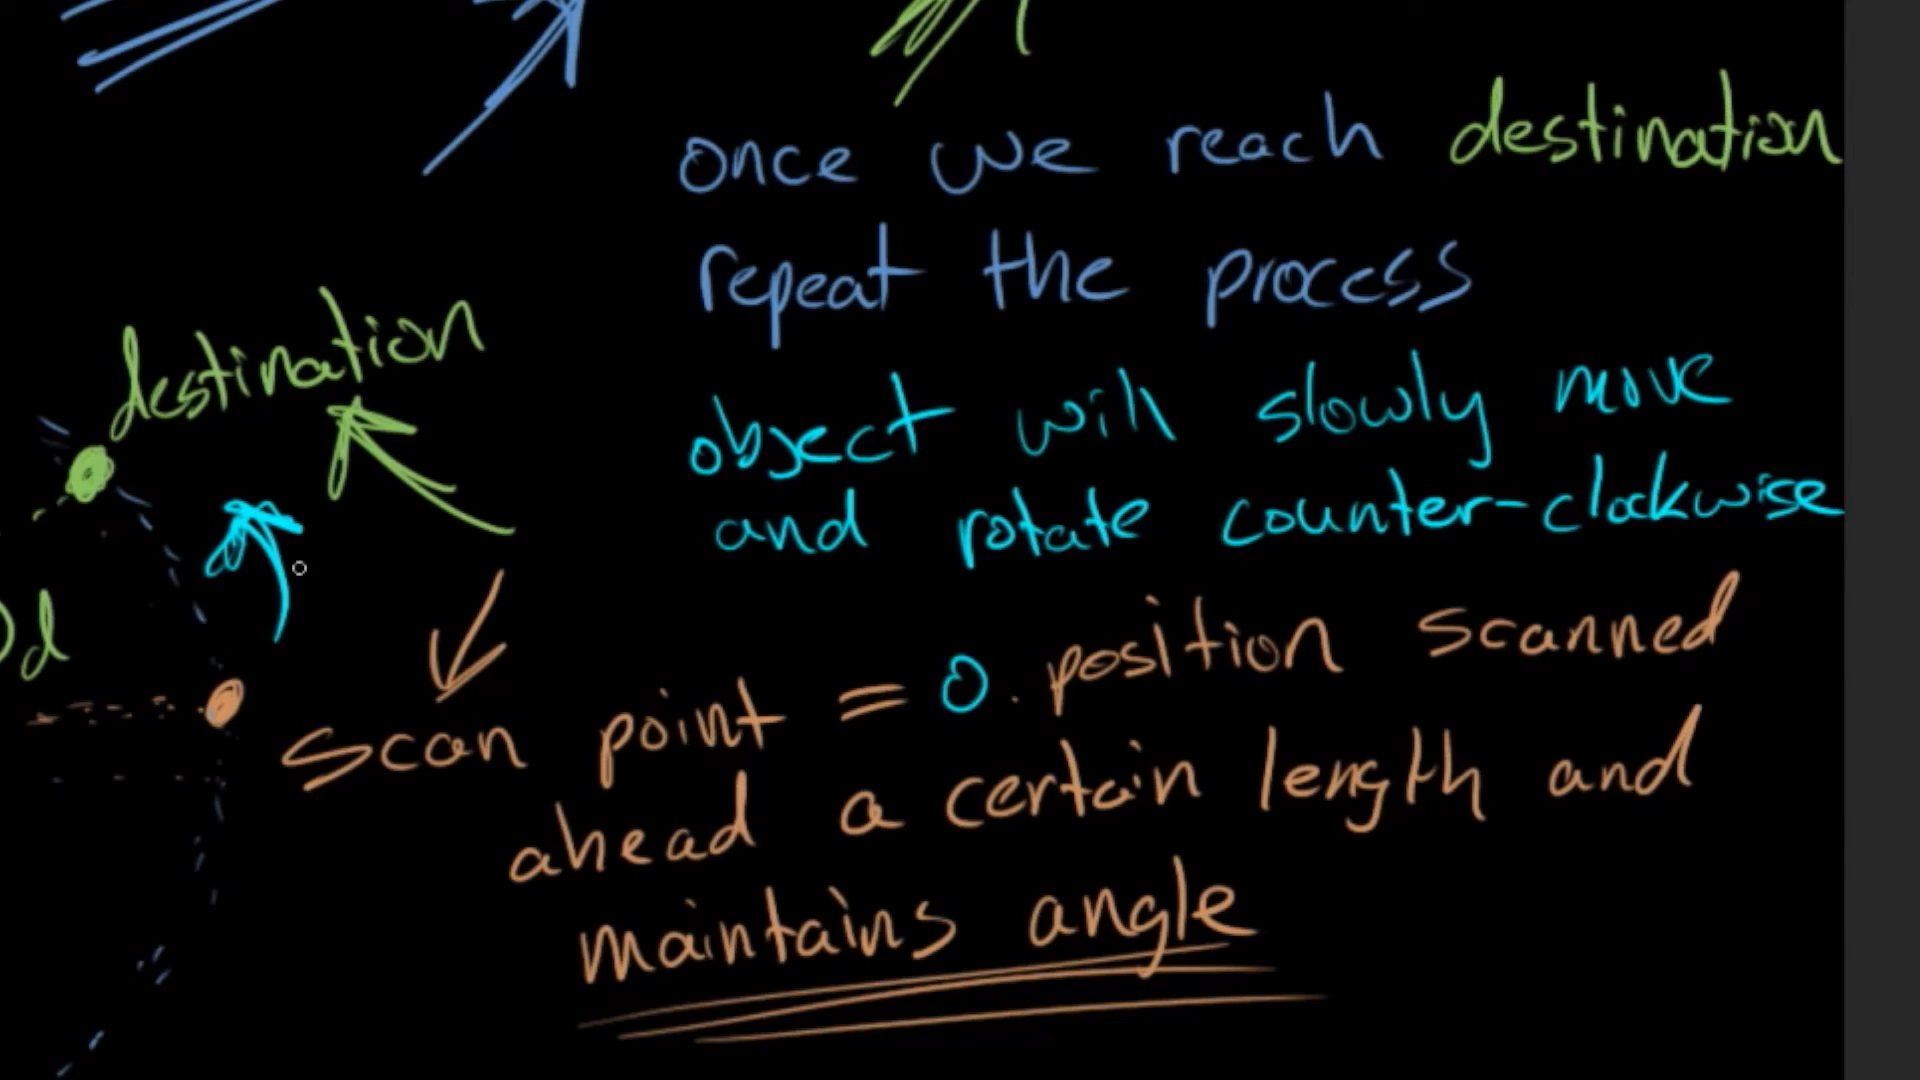 once we reach destination
repeat the process
destination
object will slowly move
and rotate counter-clockwise
d
scan point = O. position scanned
ahead a certain length and
maintains angle